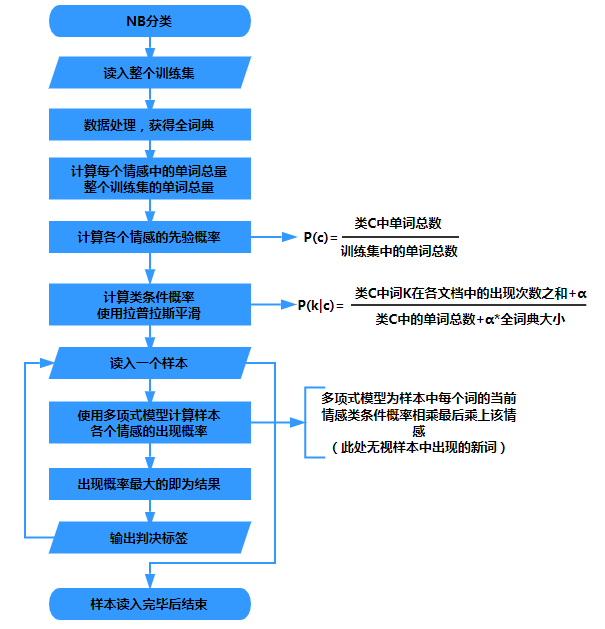 NB分类
读入整个训练集
数据处理，获得全词典
计算每个情感中的单词总量
整个训练集的单词总量
计算各个情感的先验概率
P(c)=
类C中单词总数
训练集中的单词总数
计算类条件概率
使用拉普拉斯平滑
P(k|c)=
类C中词K在各文档中的出现次数之和+α
类C中的单词总数+α*全词典大小
读入一个样本
使用多项式模型计算样本
各个情感的出现概率
多项式模型为样本中每个词的当前
情感类条件概率相乘最后乘上该情
感
（此处无视样本中出现的新词）
出现概率最大的即为结果
输出判决标签
样本读入完毕后结束